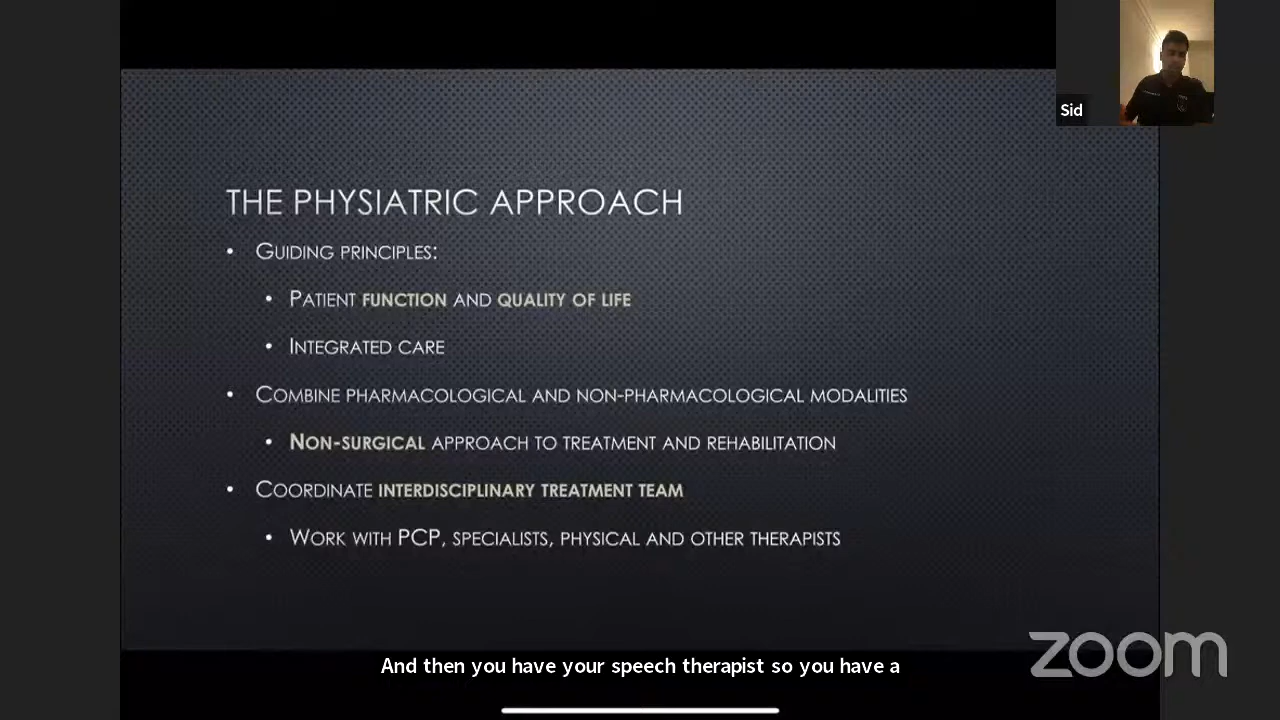 Sid
THE PHYSIATRIC APPROACH
• GUIDING PRINCIPLES:
• PATIENT FUNCTION AND QUALITY OF LIFE
• INTEGRATED CARE
• COMBINE PHARMACOLOGICAL AND NON-PHARMACOLOGICAL MODALITIES
• NON-SURGICAL APPROACH TO TREATMENT AND REHABILITATION
• COORDINATE INTERDISCIPLINARY TREATMENT TEAM
• WORK WITH PCP, SPECIALISTS, PHYSICAL AND OTHER THERAPISTS
zoom
And then you have your speech therapist so you have a